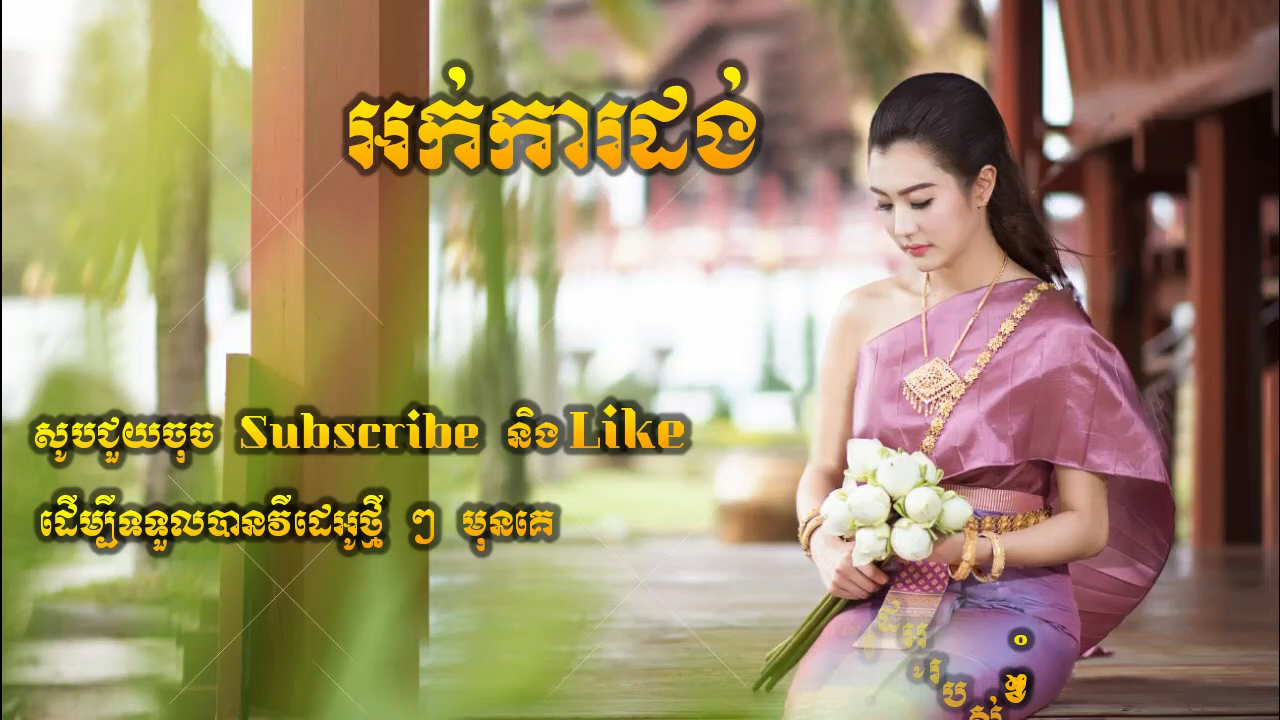 អក់ការដង់
សូបជួយចុច Subscribe និង Like
ដើម្បីទទួលបានវីដេអូថ្មី ៗ មុនគេ